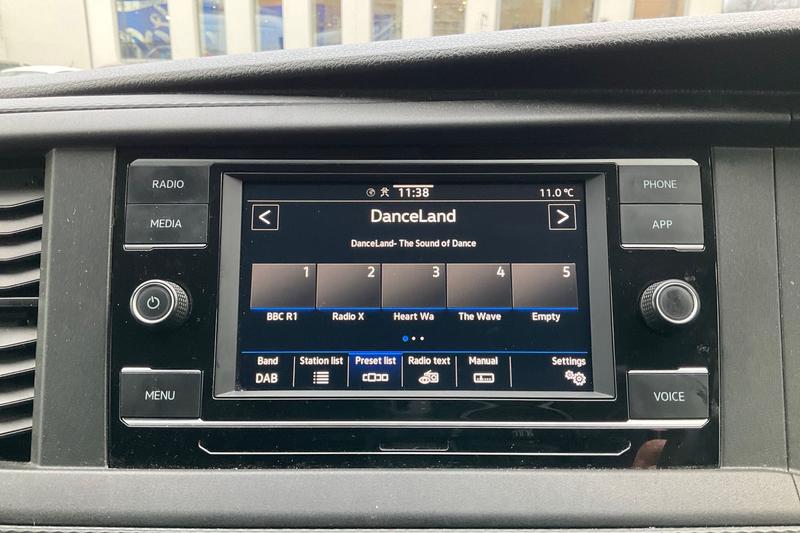 RADIO
MEDIA
MENU
PHONE
APP
VOICE
11:38
11.0 °C
DanceLand
DanceLand- The Sound of Dance
1 2 3 4 5
BBC R1 Radio X Heart Wa The Wave Empty
Band Station list Preset list Radio text Manual Settings
DAB